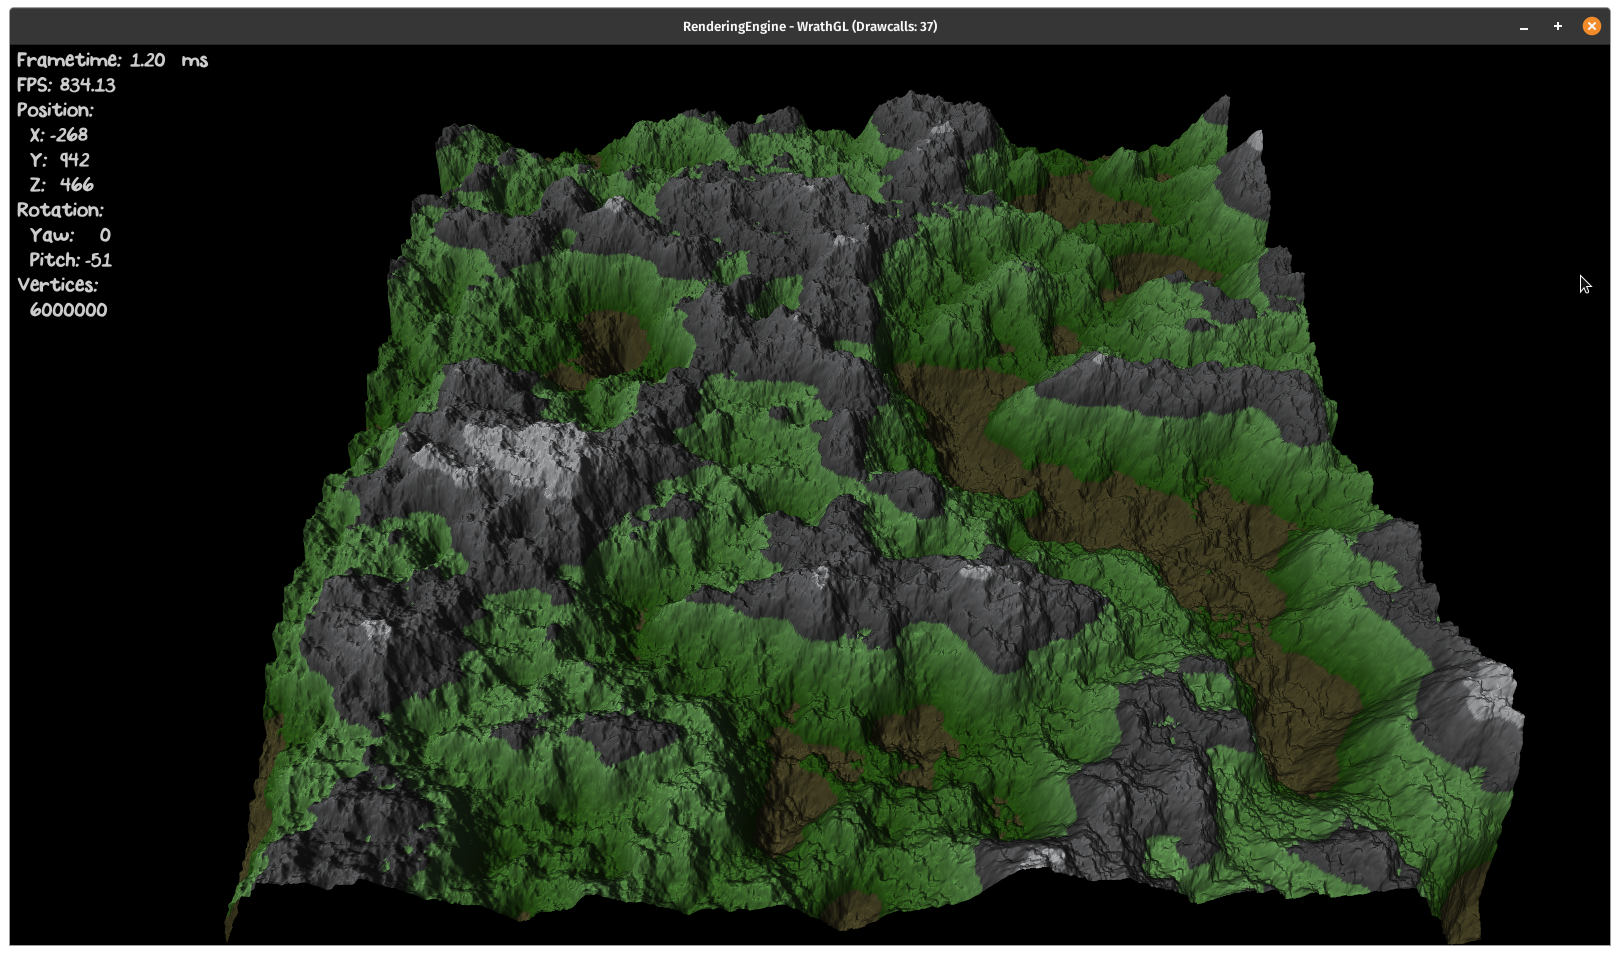 RenderingEngine - WrathGL (Drawcalls: 37)
Frametime: 1.20 ms
FPS: 834.13
Position:
X: -268
Y: 942
Z: 466
Rotation:
Yaw: 0
Pitch: -51
Vertices:
6000000